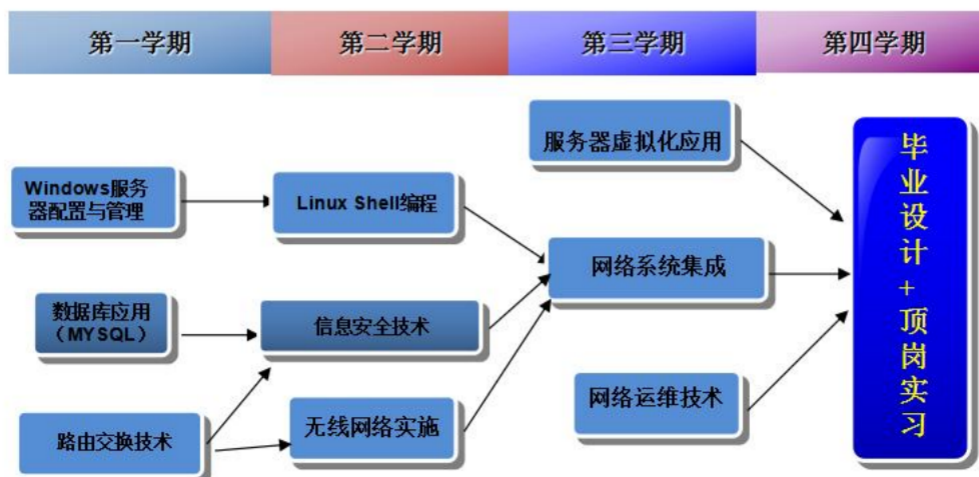 第一学期
第二学期
第三学期
第四学期
服务器虚拟化应用
Windows服务
器配置与管理
Linux Shell编程
网络系统集成
数据库应用
（MYSQL）
信息安全技术
路由交换技术
无线网络实施
网络运维技术
毕业设计+顶岗实习